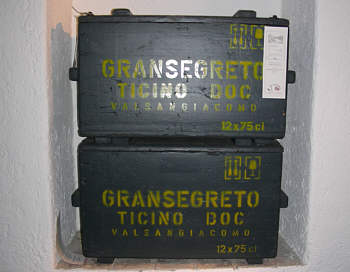 GRANSEGRETO
TICINO DOC
VALSANGIACOMO
12x75 cl
GRANSEGRETO
TICINO DOC
VALSANGIACOMO
12x75 cl